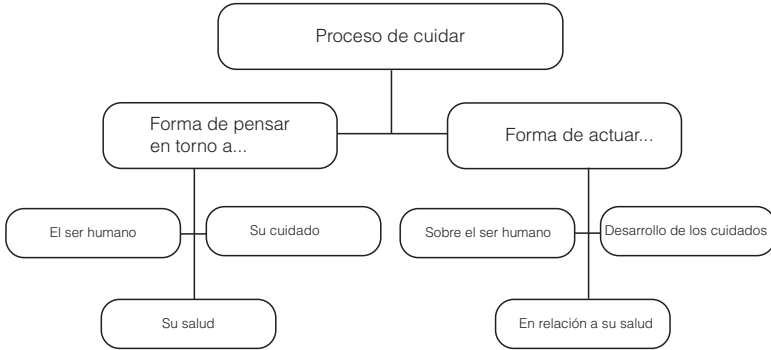 Proceso de cuidar
Forma de pensar
en torno a...
Forma de actuar...
El ser humano
Su cuidado
Sobre el ser humano
Desarrollo de los cuidados
Su salud
En relación a su salud